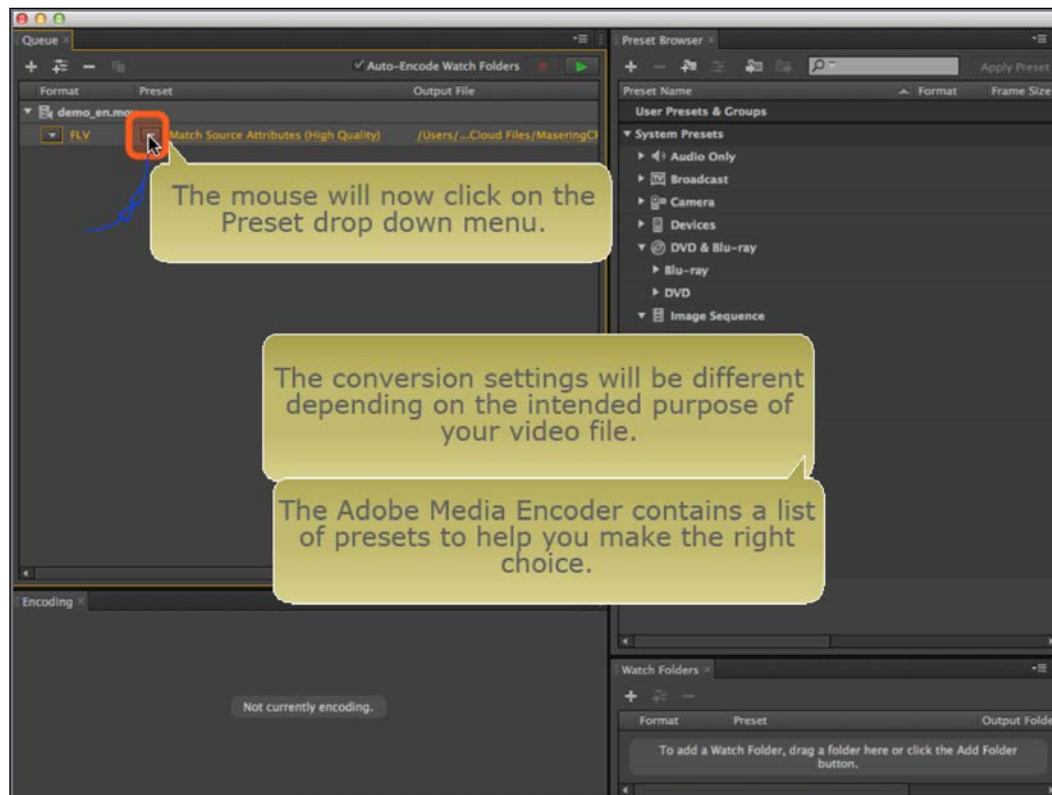 Queue
Auto-Encode Watch Folders
Format Preset Output File
demo_en.mov
FLV Match Source Attributes (High Quality) /Users/...Cloud Files/MaseringCF
The mouse will now click on the
Preset drop down menu.
The conversion settings will be different
depending on the intended purpose of
your video file.
The Adobe Media Encoder contains a list
of presets to help you make the right
choice.
Encoding
Not currently encoding.
Preset Browser
Apply Preset
Preset Name Format Frame Size
User Presets & Groups
System Presets
Audio Only
Broadcast
Camera
Devices
DVD & Blu-ray
Blu-ray
DVD
Image Sequence
Watch Folders
Format Preset Output Folde
To add a Watch Folder, drag a folder here or click the Add Folder
button.